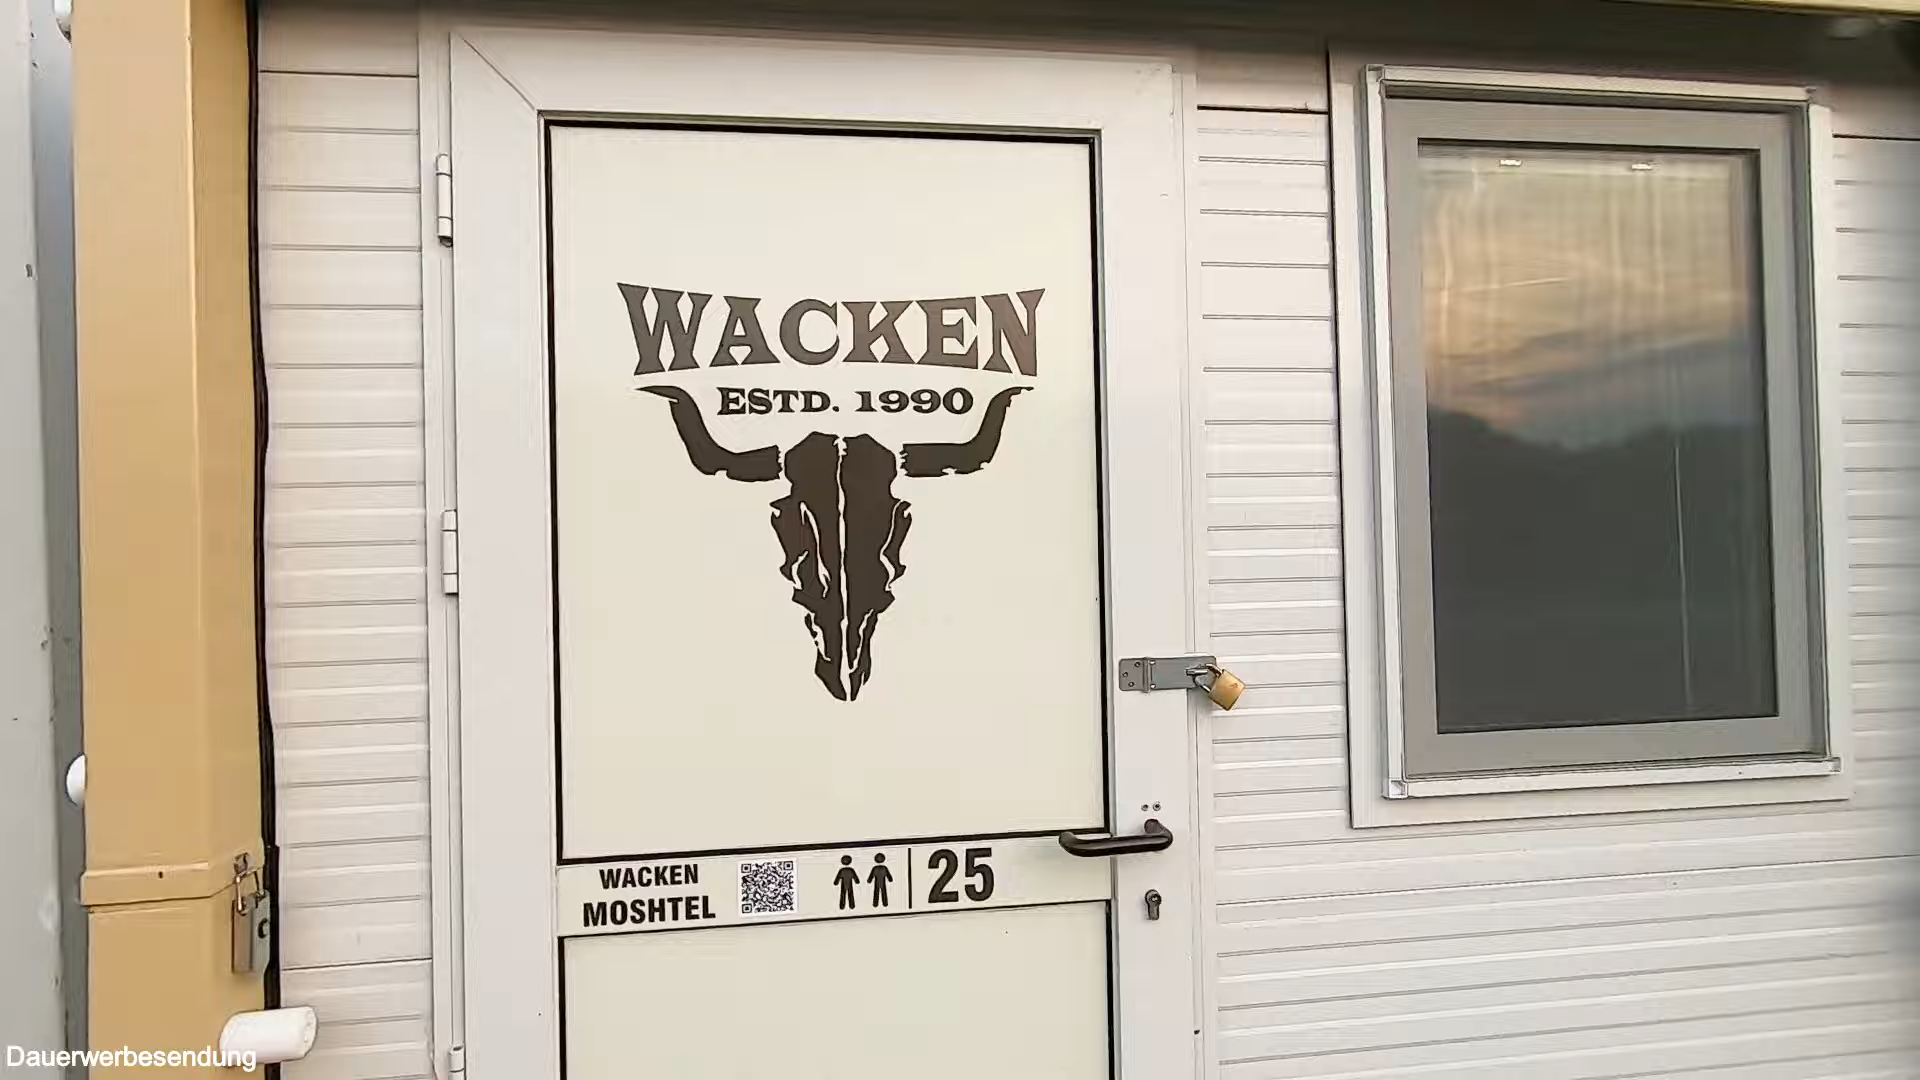 WACKEN
ESTD. 1990
WACKEN
MOSHTEL
25
Dauerwerbesendung